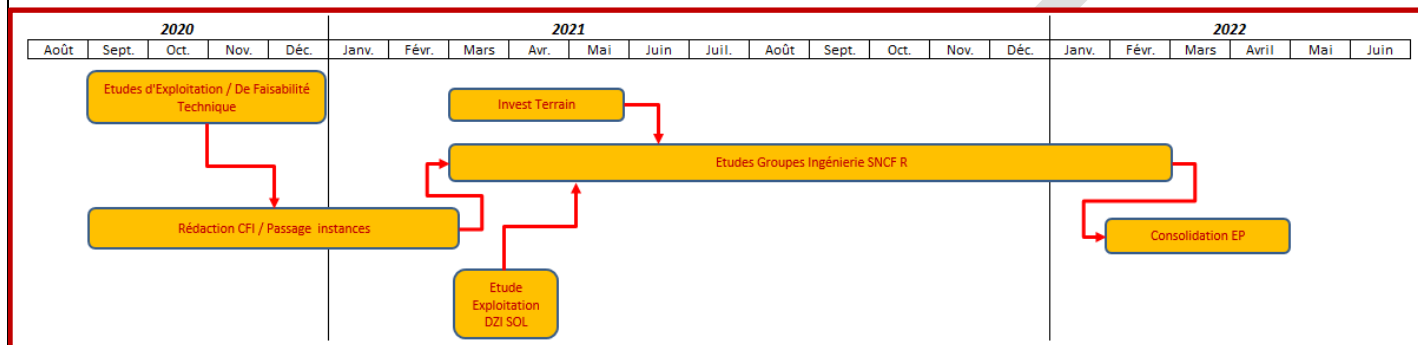 2020 2021 2022
Août Sept. Oct. Nov. Déc. Janv. Févr. Mars Avr. Mai Juin Juil. Août Sept. Oct. Nov. Déc. Janv. Févr. Mars Avril Mai Juin
Etudes d'Exploitation / De Faisabilité
Technique
Invest Terrain
Etudes Groupes Ingénierie SNCF R
Rédaction CFI / Passage instances
Consolidation EP
Etude
Exploitation
DZI SOL